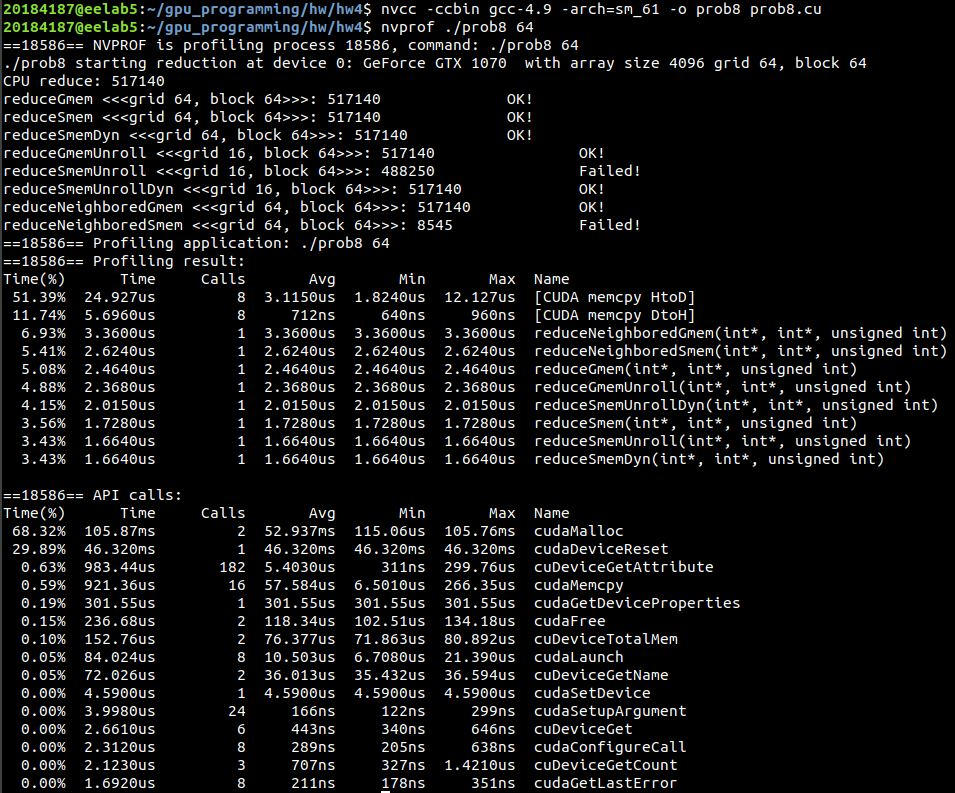 20184187@eelab5:~/gpu_programming/hw/hw4$ nvcc -ccbin gcc-4.9 -arch=sm_61 -o prob8 prob8.cu
20184187@eelab5:~/gpu_programming/hw/hw4$ nvprof ./prob8 64
==18586== NVPROF is profiling process 18586, command: ./prob8 64
./prob8 starting reduction at device 0: GeForce GTX 1070  with array size 4096 grid 64, block 64
CPU reduce: 517140
reduceGmem <<<grid 64, block 64>>>: 517140 OK!
reduceSmem <<<grid 64, block 64>>>: 517140 OK!
reduceSmemDyn <<<grid 64, block 64>>>: 517140 OK!
reduceGmemUnroll <<<grid 16, block 64>>>: 517140 OK!
reduceSmemUnroll <<<grid 16, block 64>>>: 488250 Failed!
reduceSmemUnrollDyn <<<grid 16, block 64>>>: 517140 OK!
reduceNeighboredGmem <<<grid 64, block 64>>>: 517140 OK!
reduceNeighboredSmem <<<grid 64, block 64>>>: 8545 Failed!
==18586== Profiling application: ./prob8 64
==18586== Profiling result:
Time(%) Time Calls Avg Min Max Name
51.39% 24.927us 8 3.1150us 1.8240us 12.127us [CUDA memcpy HtoD]
11.74% 5.6960us 8 712ns 640ns 960ns [CUDA memcpy DtoH]
6.93% 3.3600us 1 3.3600us 3.3600us 3.3600us reduceNeighboredGmem(int*, int*, unsigned int)
5.41% 2.6240us 1 2.6240us 2.6240us 2.6240us reduceNeighboredSmem(int*, int*, unsigned int)
5.08% 2.4640us 1 2.4640us 2.4640us 2.4640us reduceGmem(int*, int*, unsigned int)
4.88% 2.3680us 1 2.3680us 2.3680us 2.3680us reduceGmemUnroll(int*, int*, unsigned int)
4.15% 2.0150us 1 2.0150us 2.0150us 2.0150us reduceSmemUnrollDyn(int*, int*, unsigned int)
3.56% 1.7280us 1 1.7280us 1.7280us 1.7280us reduceSmem(int*, int*, unsigned int)
3.43% 1.6640us 1 1.6640us 1.6640us 1.6640us reduceSmemUnroll(int*, int*, unsigned int)
3.43% 1.6640us 1 1.6640us 1.6640us 1.6640us reduceSmemDyn(int*, int*, unsigned int)
==18586== API calls:
Time(%) Time Calls Avg Min Max Name
68.32% 105.87ms 2 52.937ms 115.06us 105.76ms cudaMalloc
29.89% 46.320ms 1 46.320ms 46.320ms 46.320ms cudaDeviceReset
0.63% 983.44us 182 5.4030us 311ns 299.76us cuDeviceGetAttribute
0.59% 921.36us 16 57.584us 6.5010us 266.35us cudaMemcpy
0.19% 301.55us 1 301.55us 301.55us 301.55us cudaGetDeviceProperties
0.15% 236.68us 2 118.34us 102.51us 134.18us cudaFree
0.10% 152.76us 2 76.377us 71.863us 80.892us cuDeviceTotalMem
0.05% 84.024us 8 10.503us 6.7080us 21.390us cudaLaunch
0.05% 72.026us 2 36.013us 35.432us 36.594us cuDeviceGetName
0.00% 4.5900us 1 4.5900us 4.5900us 4.5900us cudaSetDevice
0.00% 3.9980us 24 166ns 122ns 299ns cudaSetupArgument
0.00% 2.6610us 6 443ns 340ns 646ns cuDeviceGet
0.00% 2.3120us 8 289ns 205ns 638ns cudaConfigureCall
0.00% 2.1230us 3 707ns 327ns 1.4210us cuDeviceGetCount
0.00% 1.6920us 8 211ns 178ns 351ns cudaGetLastError